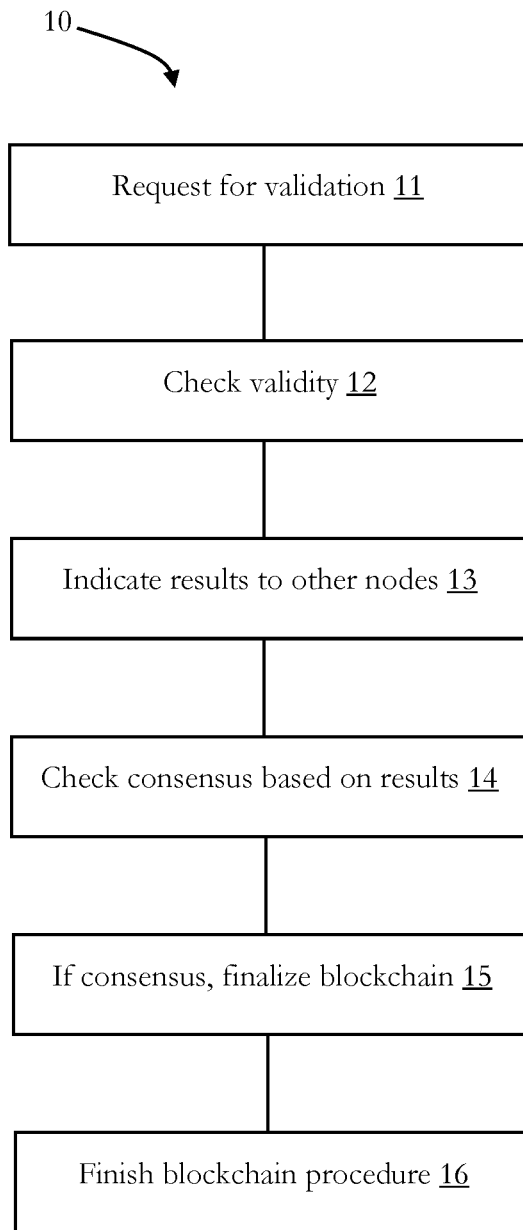 10
Request for validation 11
Check validity 12
Indicate results to other nodes 13
Check consensus based on results 14
If consensus, finalize blockchain 15
Finish blockchain procedure 16